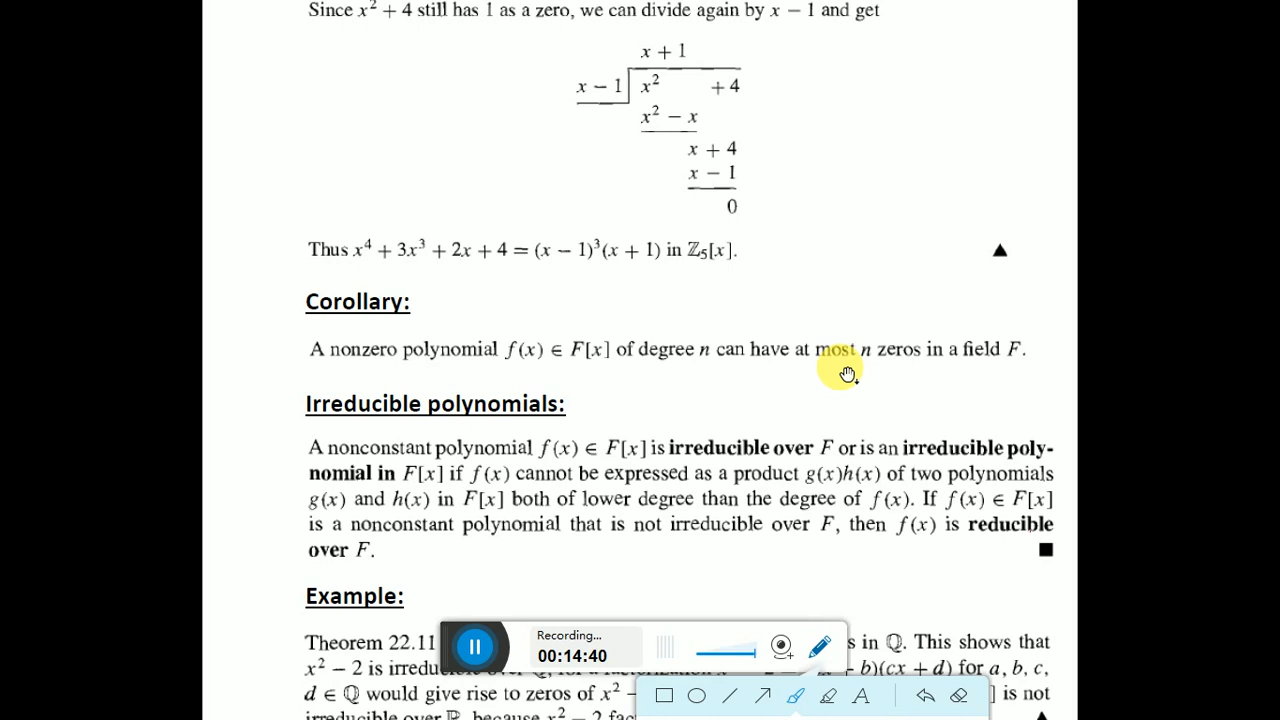 Since x² + 4 still has 1 as a zero, we can divide again by x − 1 and get
x + 1
x − 1 x² + 4
x² − x
x + 4
x − 1
0
Thus x⁴ + 3x³ + 2x + 4 = (x − 1)³(x + 1) in ℤ₅[x].
Corollary:
A nonzero polynomial f(x) ∈ F[x] of degree n can have at most n zeros in a field F.
Irreducible polynomials:
A nonconstant polynomial f(x) ∈ F[x] is irreducible over F or is an irreducible poly-
nomial in F[x] if f(x) cannot be expressed as a product g(x)h(x) of two polynomials
g(x) and h(x) in F[x] both of lower degree than the degree of f(x). If f(x) ∈ F[x]
is a nonconstant polynomial that is not irreducible over F, then f(x) is reducible
over F.
Example:
Theorem 22.11 s in ℚ. This shows that
x² − 2 is b)(cx + d) for a, b, c,
d ∈ ℚ would give rise to zeros of x² − ] is not
Recording...
00:14:40
A